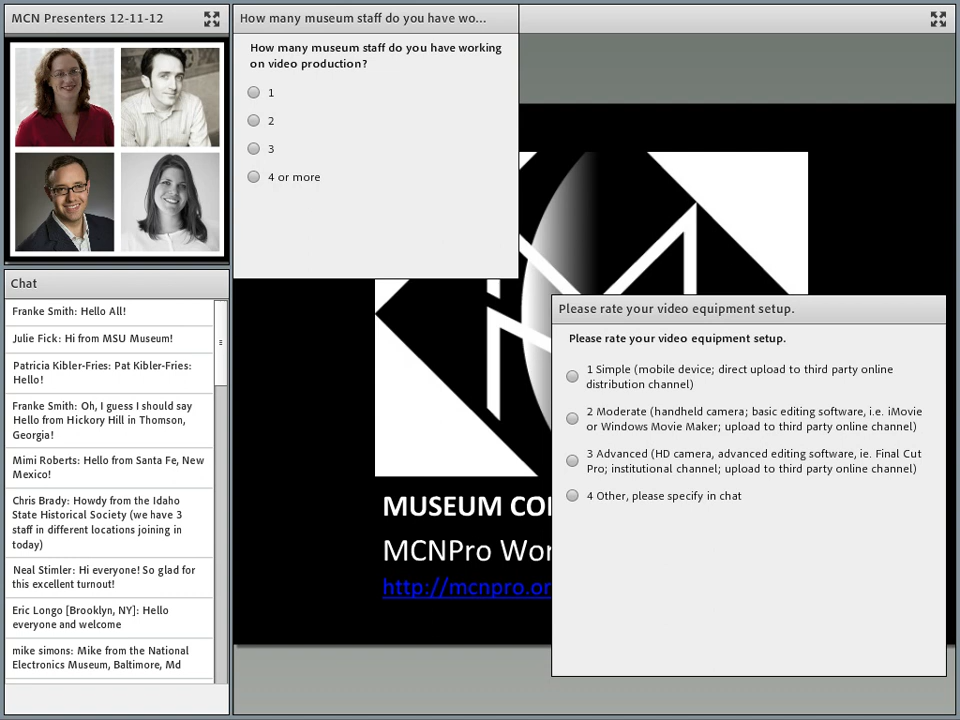 MCN Presenters 12-11-12
How many museum staff do you have wo...
How many museum staff do you have working
on video production?
1
2
3
4 or more
Chat
Franke Smith: Hello All!
Julie Fick: Hi from MSU Museum!
Patricia Kibler-Fries: Pat Kibler-Fries:
Hello!
Franke Smith: Oh, I guess I should say
Hello from Hickory Hill in Thomson,
Georgia!
Mimi Roberts: Hello from Santa Fe, New
Mexico!
Chris Brady: Howdy from the Idaho
State Historical Society (we have 3
staff in different locations joining in
today)
Neal Stimler: Hi everyone! So glad for
this excellent turnout!
Eric Longo [Brooklyn, NY]: Hello
everyone and welcome
mike simons: Mike from the National
Electronics Museum, Baltimore, Md
Please rate your video equipment setup.
Please rate your video equipment setup.
1 Simple (mobile device; direct upload to third party online
distribution channel)
2 Moderate (handheld camera; basic editing software, i.e. iMovie
or Windows Movie Maker; upload to third party online channel)
3 Advanced (HD camera, advanced editing software, ie. Final Cut
Pro; institutional channel; upload to third party online channel)
4 Other, please specify in chat
MUSEUM CO
MCNPro Wor
http://mcnpro.or